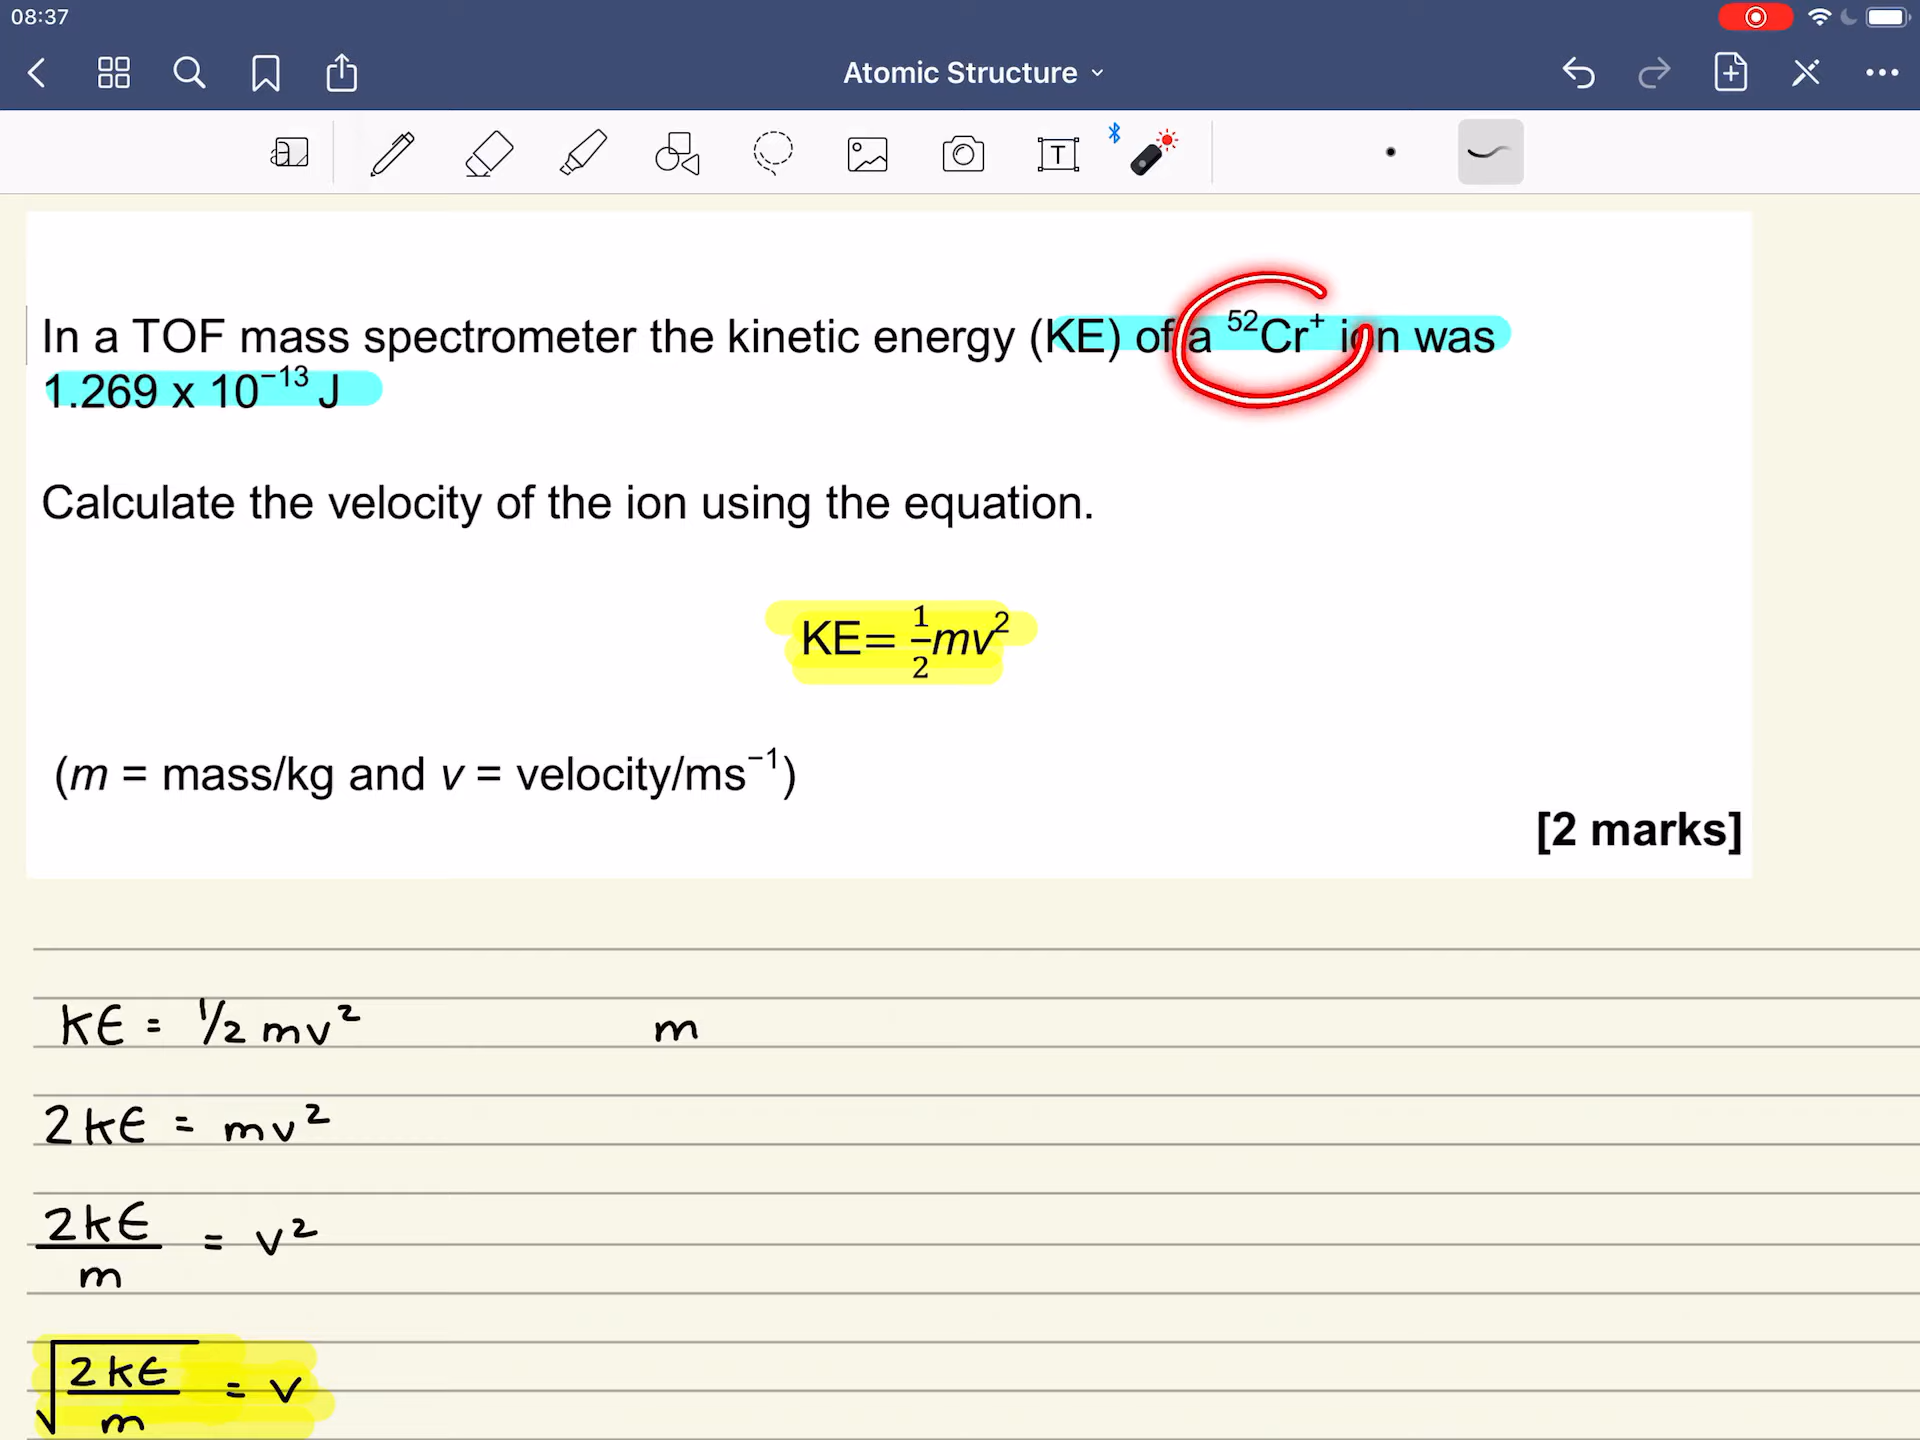 08:37
Atomic Structure
a
T
In a TOF mass spectrometer the kinetic energy (KE) of a ⁵²Cr⁺ ion was
1.269 x 10⁻¹³ J
Calculate the velocity of the ion using the equation.
KE= ½mv²
(m = mass/kg and v = velocity/ms⁻¹)
[2 marks]
KE = ½ mv² m
2KE = mv²
2KE/m = v²
√(2KE/m) = v